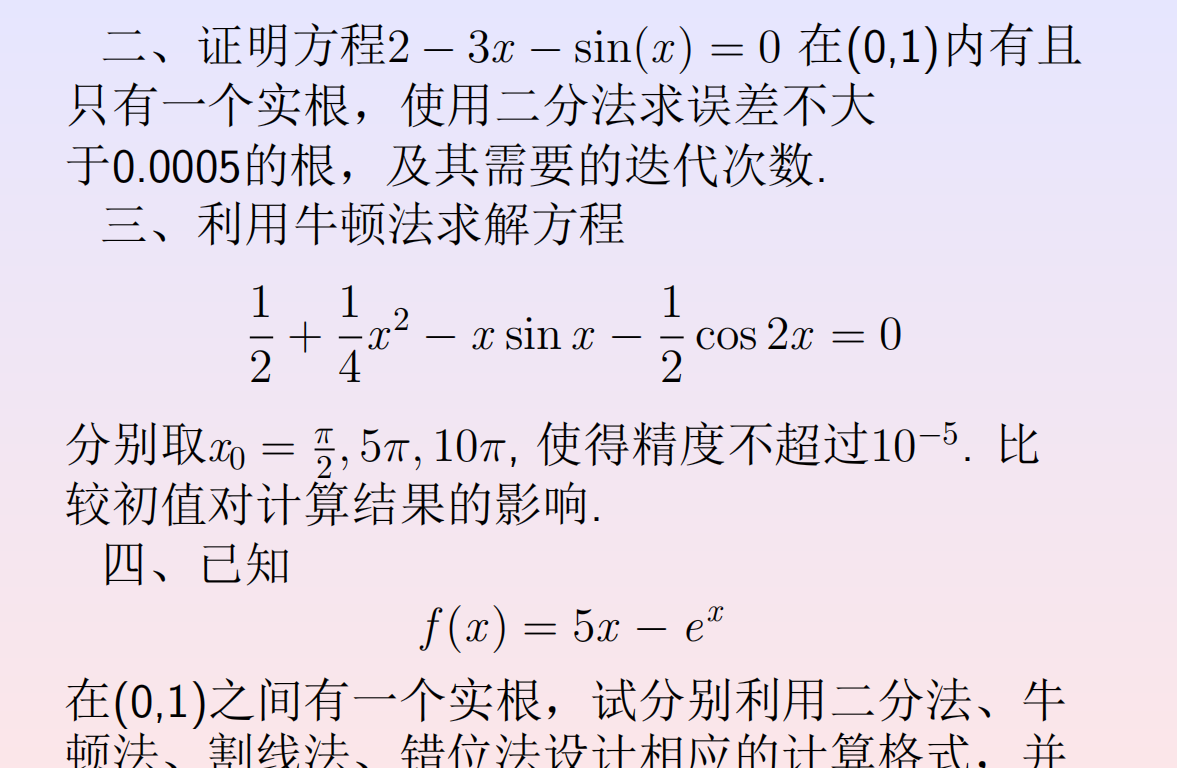 二、证明方程2 − 3x − sin(x) = 0 在(0,1)内有且
只有一个实根，使用二分法求误差不大
于0.0005的根，及其需要的迭代次数.
三、利用牛顿法求解方程
\frac{1}{2} + \frac{1}{4}x^2 − x sin x − \frac{1}{2} cos 2x = 0
分别取x_0 = \frac{π}{2}, 5π, 10π, 使得精度不超过10^{−5}. 比
较初值对计算结果的影响.
四、已知
f(x) = 5x − e^x
在(0,1)之间有一个实根，试分别利用二分法、牛
顿法、割线法、错位法设计相应的计算格式，并